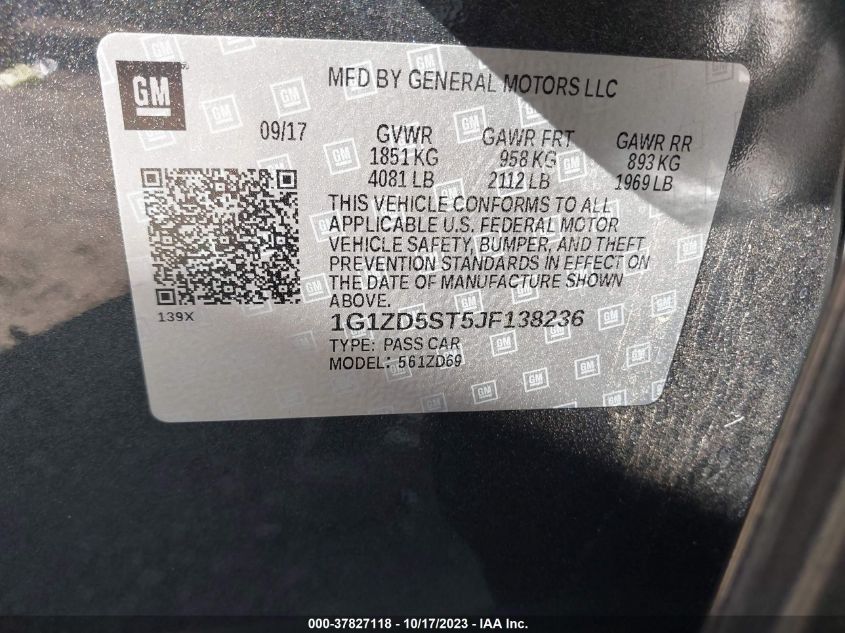 GM
MFD BY GENERAL MOTORS LLC
09/17 GVWR GAWR FRT GAWR RR
1851 KG 958 KG 893 KG
4081 LB 2112 LB 1969 LB
THIS VEHICLE CONFORMS TO ALL
APPLICABLE U.S. FEDERAL MOTOR
VEHICLE SAFETY, BUMPER, AND THEFT
PREVENTION STANDARDS IN EFFECT ON
THE DATE OF MANUFACTURE SHOWN
ABOVE.
139X
1G1ZD5ST5JF138236
TYPE: PASS CAR
MODEL: 561ZD69
000-37827118 - 10/17/2023 - IAA Inc.